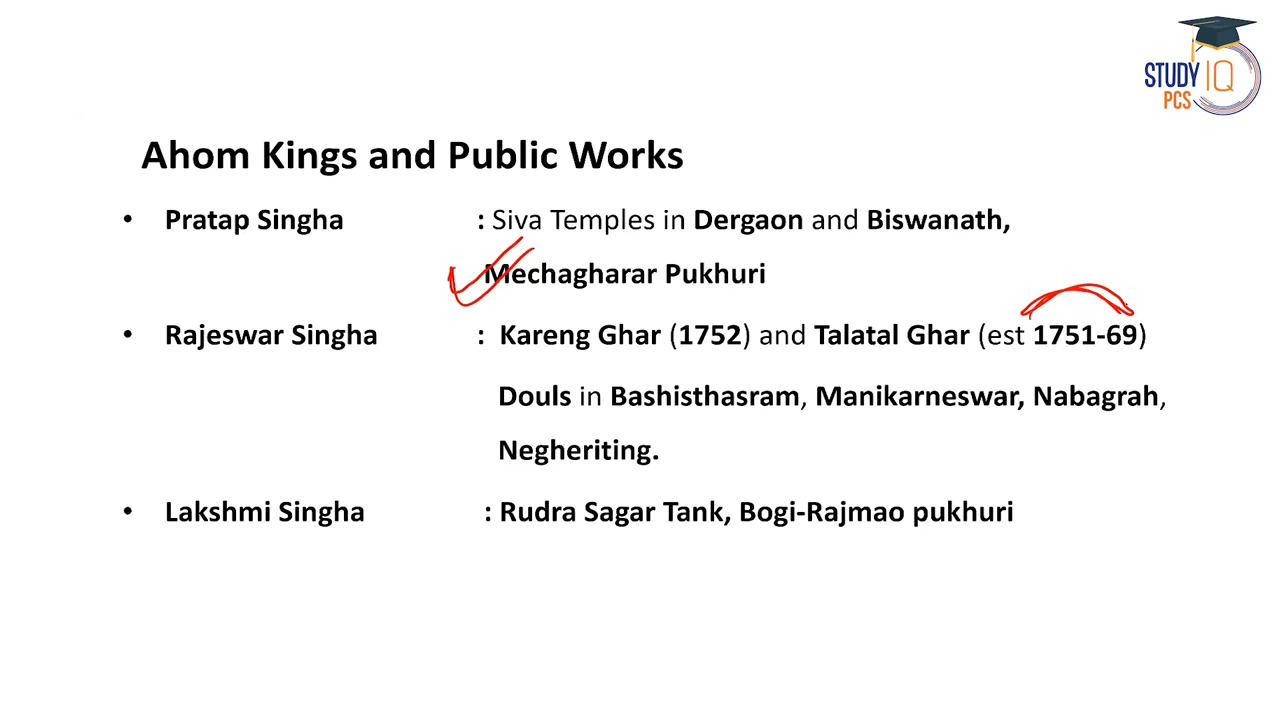 STUDY IQ
PCS
Ahom Kings and Public Works
• Pratap Singha : Siva Temples in Dergaon and Biswanath,
Mechagharar Pukhuri
• Rajeswar Singha : Kareng Ghar (1752) and Talatal Ghar (est 1751-69)
Douls in Bashisthasram, Manikarneswar, Nabagrah,
Negheriting.
• Lakshmi Singha : Rudra Sagar Tank, Bogi-Rajmao pukhuri